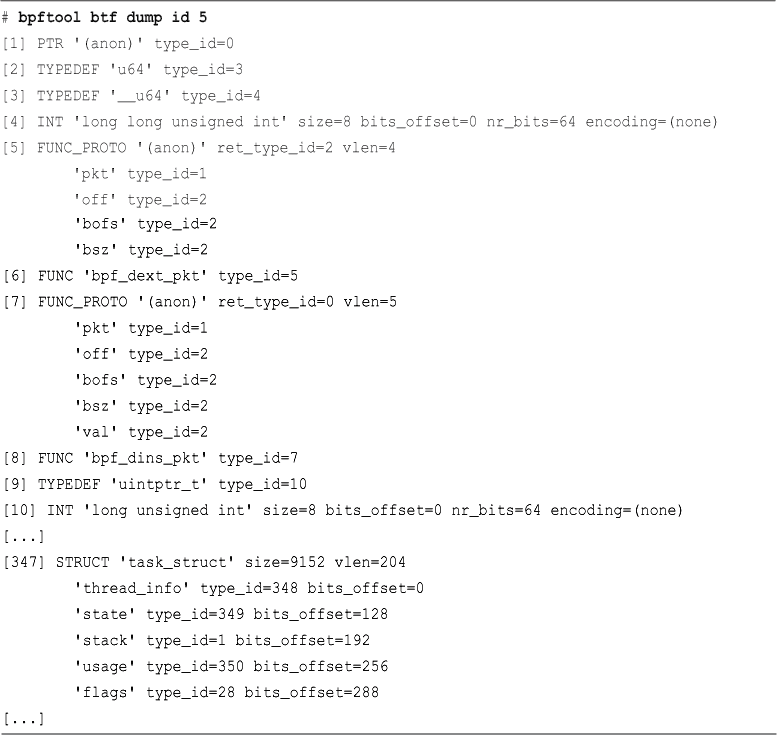 # bpftool btf dump id 5
[1] PTR '(anon)' type_id=0
[2] TYPEDEF 'u64' type_id=3
[3] TYPEDEF '__u64' type_id=4
[4] INT 'long long unsigned int' size=8 bits_offset=0 nr_bits=64 encoding=(none)
[5] FUNC_PROTO '(anon)' ret_type_id=2 vlen=4
'pkt' type_id=1
'off' type_id=2
'bofs' type_id=2
'bsz' type_id=2
[6] FUNC 'bpf_dext_pkt' type_id=5
[7] FUNC_PROTO '(anon)' ret_type_id=0 vlen=5
'pkt' type_id=1
'off' type_id=2
'bofs' type_id=2
'bsz' type_id=2
'val' type_id=2
[8] FUNC 'bpf_dins_pkt' type_id=7
[9] TYPEDEF 'uintptr_t' type_id=10
[10] INT 'long unsigned int' size=8 bits_offset=0 nr_bits=64 encoding=(none)
[...]
[347] STRUCT 'task_struct' size=9152 vlen=204
'thread_info' type_id=348 bits_offset=0
'state' type_id=349 bits_offset=128
'stack' type_id=1 bits_offset=192
'usage' type_id=350 bits_offset=256
'flags' type_id=28 bits_offset=288
[...]